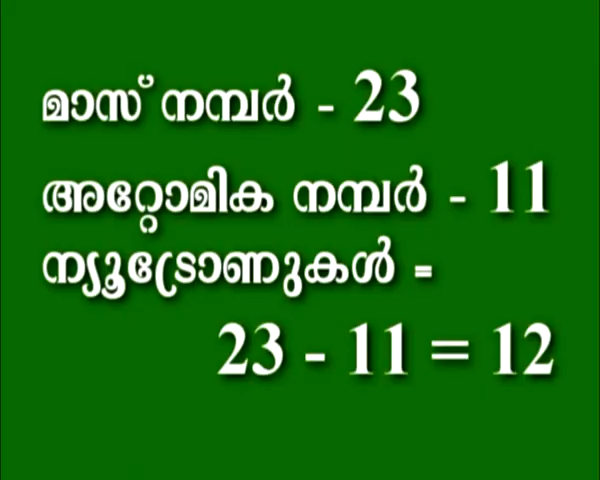 മാസ് നമ്പർ - 23
അറ്റോമിക നമ്പർ - 11
ന്യൂട്രോണുകൾ =
23 - 11 = 12